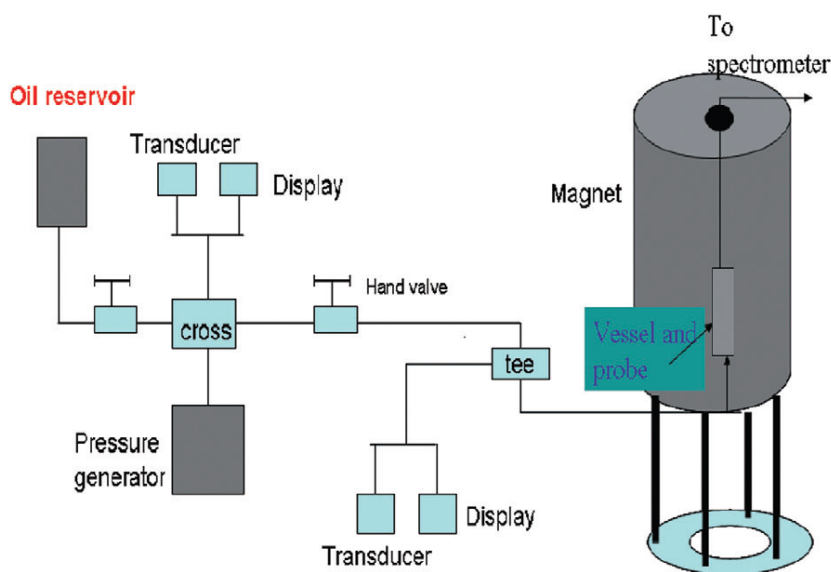 To
spectrometer
Oil reservoir
Transducer
Display
Magnet
Hand valve
cross
Vessel and
probe
tee
Pressure
generator
Display
Transducer